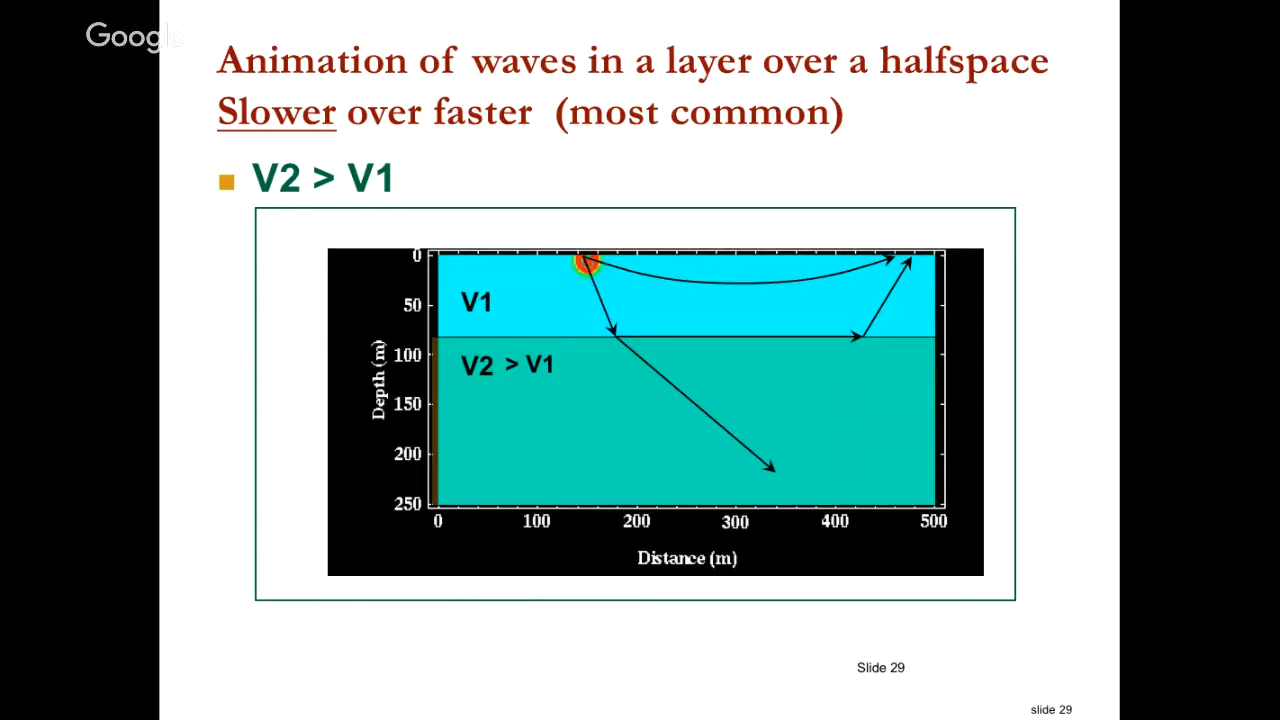 Google
Animation of waves in a layer over a halfspace
Slower over faster (most common)
V2 > V1
0
V1
50
V2 > V1
100
Depth (m)
150
200
250
0 100 200 300 400 500
Distance (m)
Slide 29
slide 29